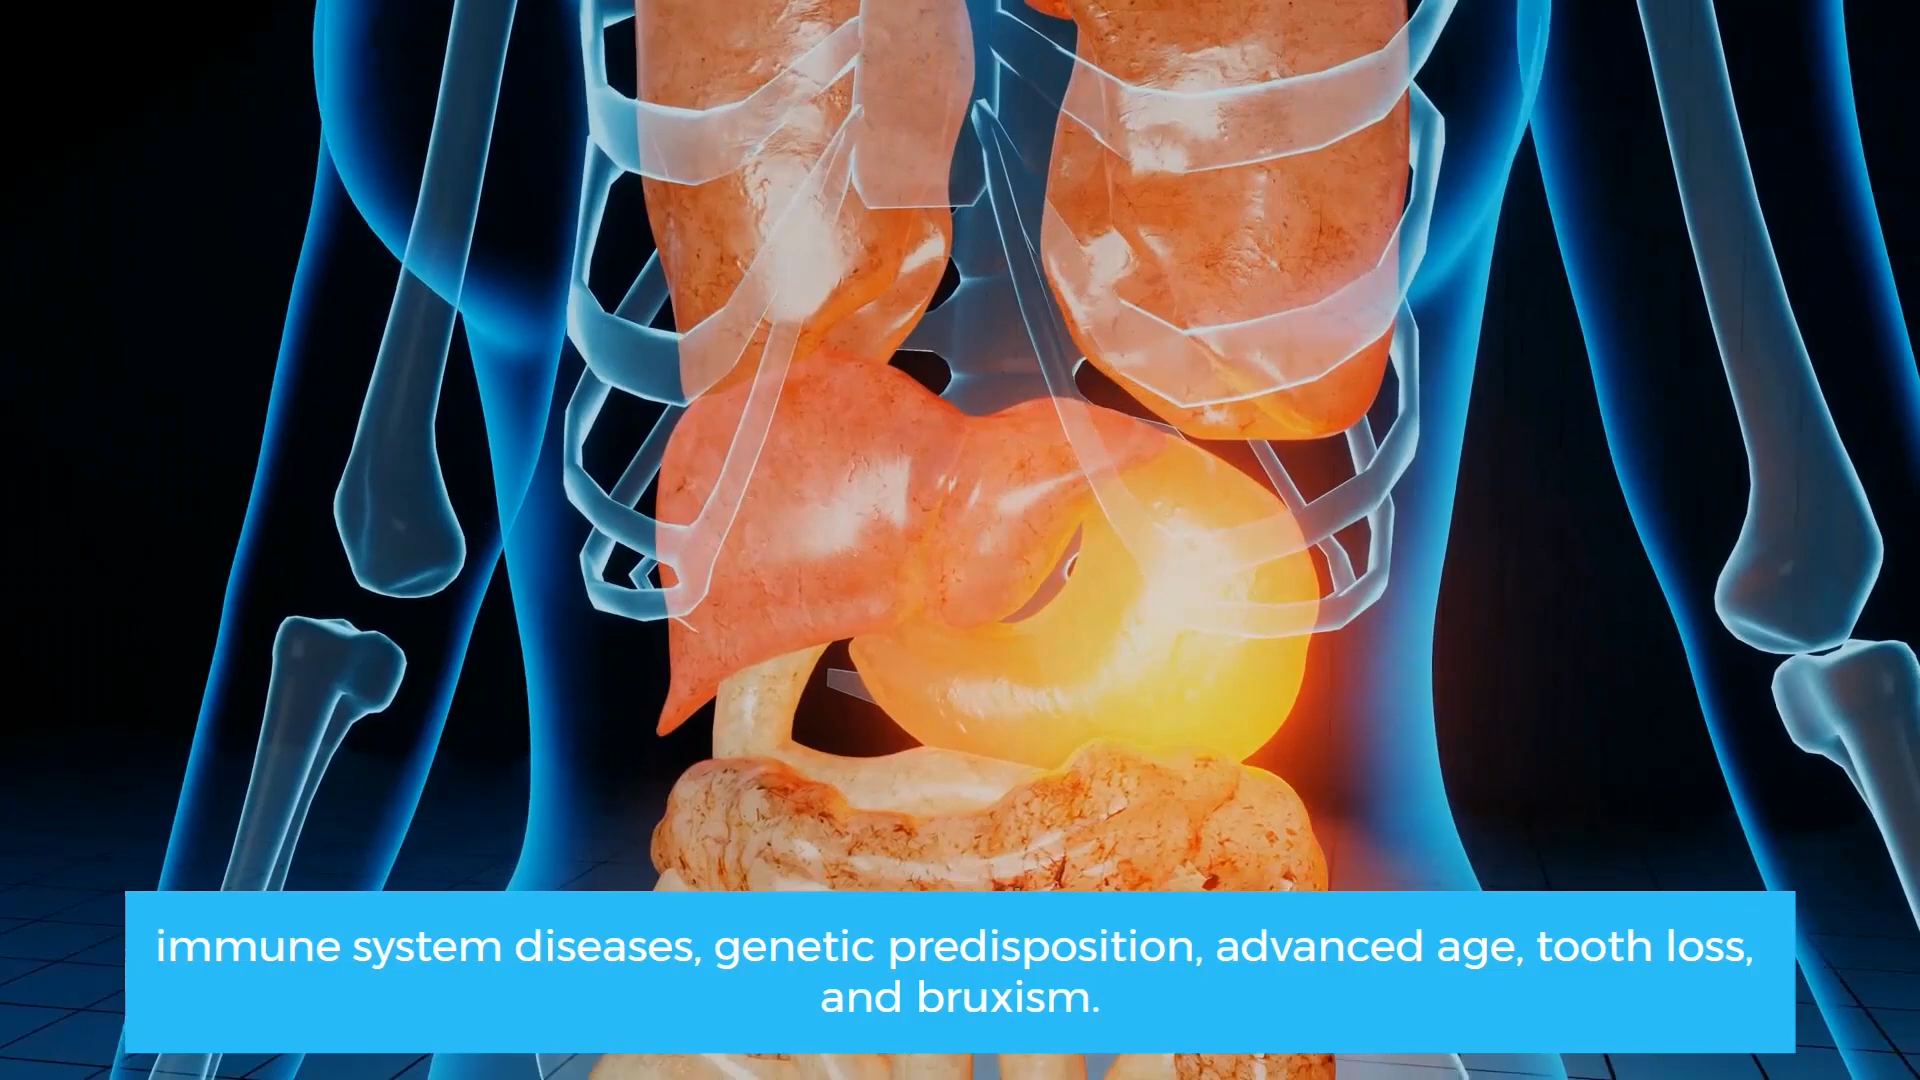 immune system diseases, genetic predisposition, advanced age, tooth loss,
and bruxism.